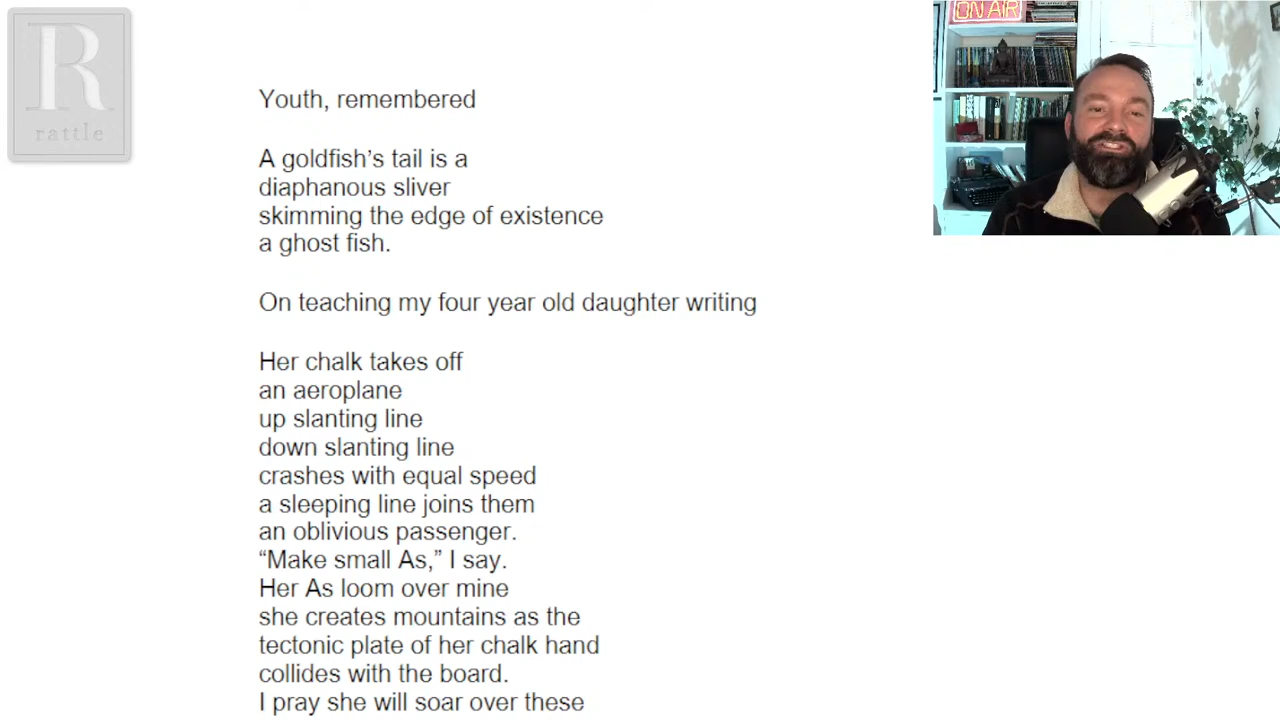 R
rattle
ON AIR
Youth, remembered
A goldfish's tail is a
diaphanous sliver
skimming the edge of existence
a ghost fish.
On teaching my four year old daughter writing
Her chalk takes off
an aeroplane
up slanting line
down slanting line
crashes with equal speed
a sleeping line joins them
an oblivious passenger.
“Make small As,” I say.
Her As loom over mine
she creates mountains as the
tectonic plate of her chalk hand
collides with the board.
I pray she will soar over these